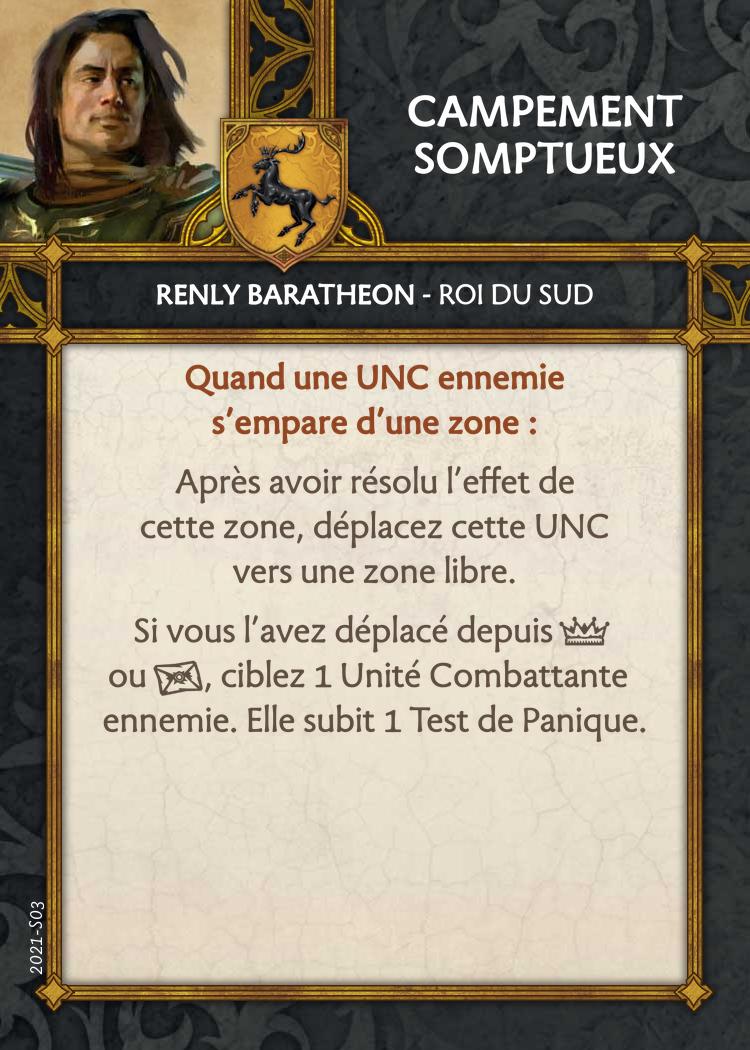 CAMPEMENT
SOMPTUEUX
RENLY BARATHEON - ROI DU SUD
Quand une UNC ennemie
s’empare d’une zone :
Après avoir résolu l’effet de
cette zone, déplacez cette UNC
vers une zone libre.
Si vous l’avez déplacé depuis
ou , ciblez 1 Unité Combattante
ennemie. Elle subit 1 Test de Panique.
2021-S03